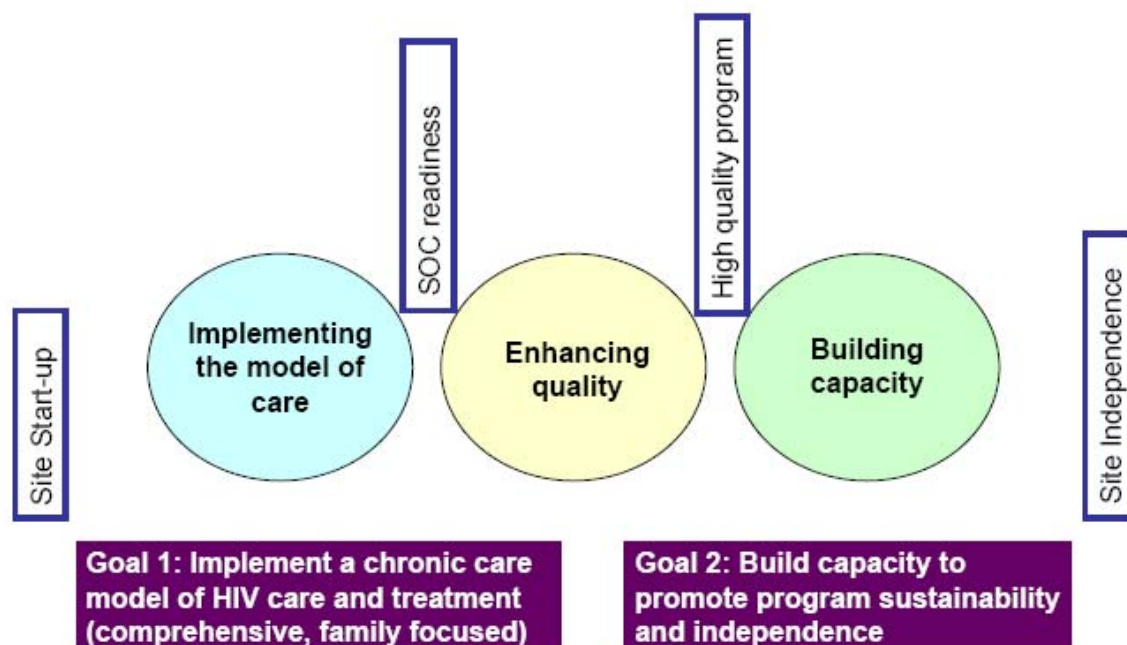 Site Start-up
Implementing
the model of
care
SOC readiness
Enhancing
quality
High quality program
Building
capacity
Site Independence
Goal 1: Implement a chronic care
model of HIV care and treatment
(comprehensive, family focused)
Goal 2: Build capacity to
promote program sustainability
and independence